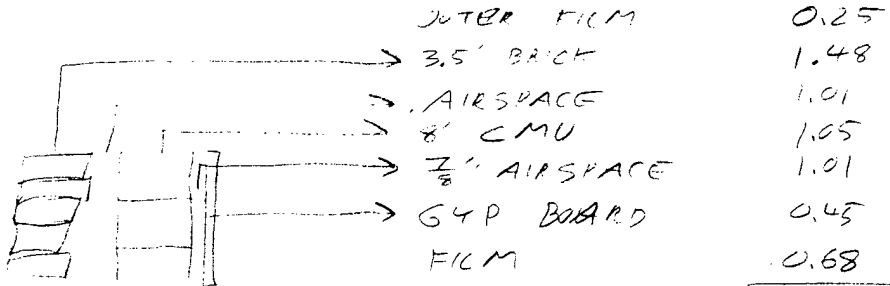 OUTER FILM 0.25
3.5" BRICK 1.48
AIRSPACE 1.01
8" CMU 1.05
7/8" AIRSPACE 1.01
GYP BOARD 0.45
FILM 0.68